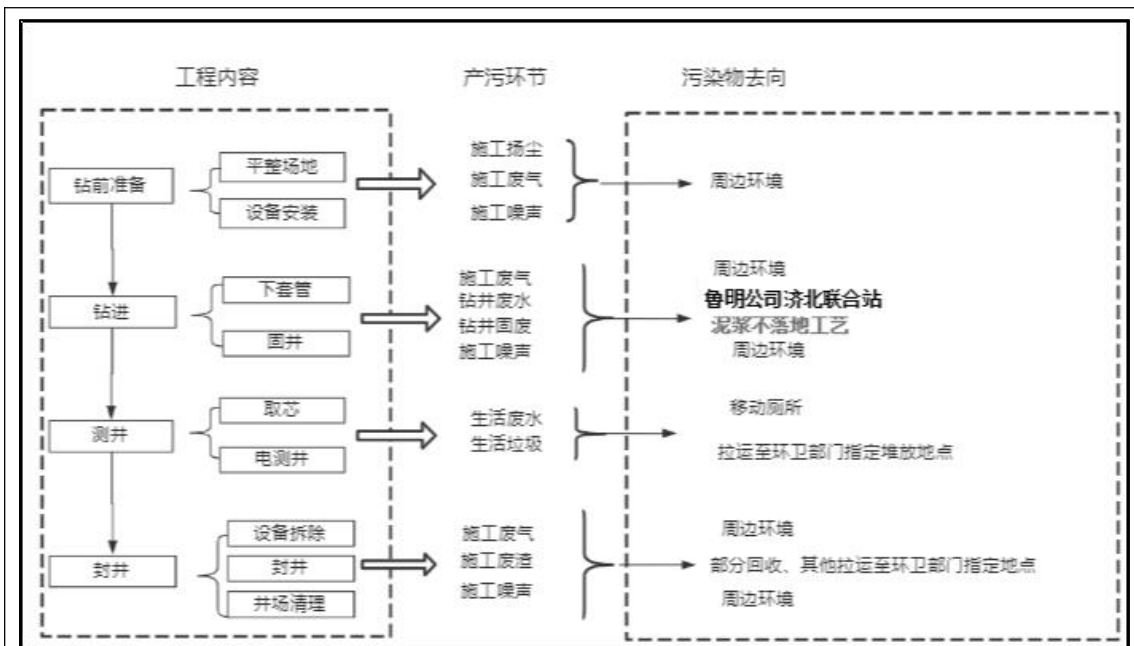 工程内容
产污环节
污染物去向
钻前准备
平整场地
设备安装
施工扬尘
施工废气
施工噪声
周边环境
钻进
下套管
固井
施工废气
钻井废水
钻井固废
施工噪声
周边环境
鲁明公司济北联合站
泥浆不落地工艺
周边环境
测井
取芯
电测井
生活废水
生活垃圾
移动厕所
拉运至环卫部门指定堆放地点
封井
设备拆除
封井
井场清理
施工废气
施工废渣
施工噪声
周边环境
部分回收、其他拉运至环卫部门指定地点
周边环境